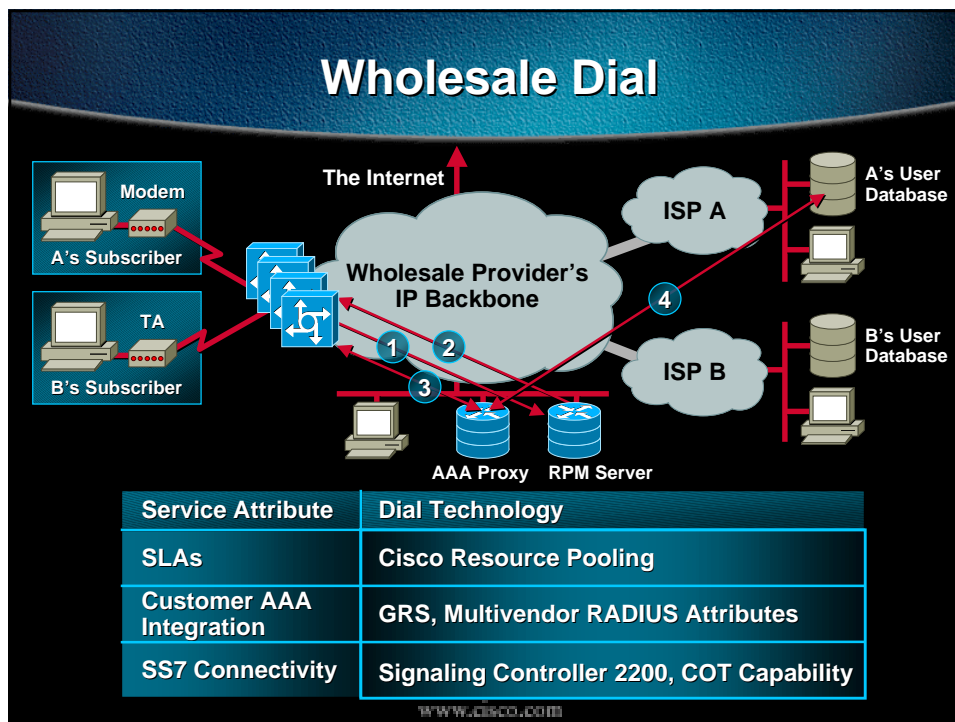 Wholesale Dial
The Internet
Modem
A's Subscriber
TA
B's Subscriber
Wholesale Provider's
IP Backbone
ISP A
ISP B
A's User
Database
B's User
Database
1
2
3
4
AAA Proxy
RPM Server
Service Attribute
Dial Technology
SLAs
Cisco Resource Pooling
Customer AAA
Integration
GRS, Multivendor RADIUS Attributes
SS7 Connectivity
Signaling Controller 2200, COT Capability
www.cisco.com